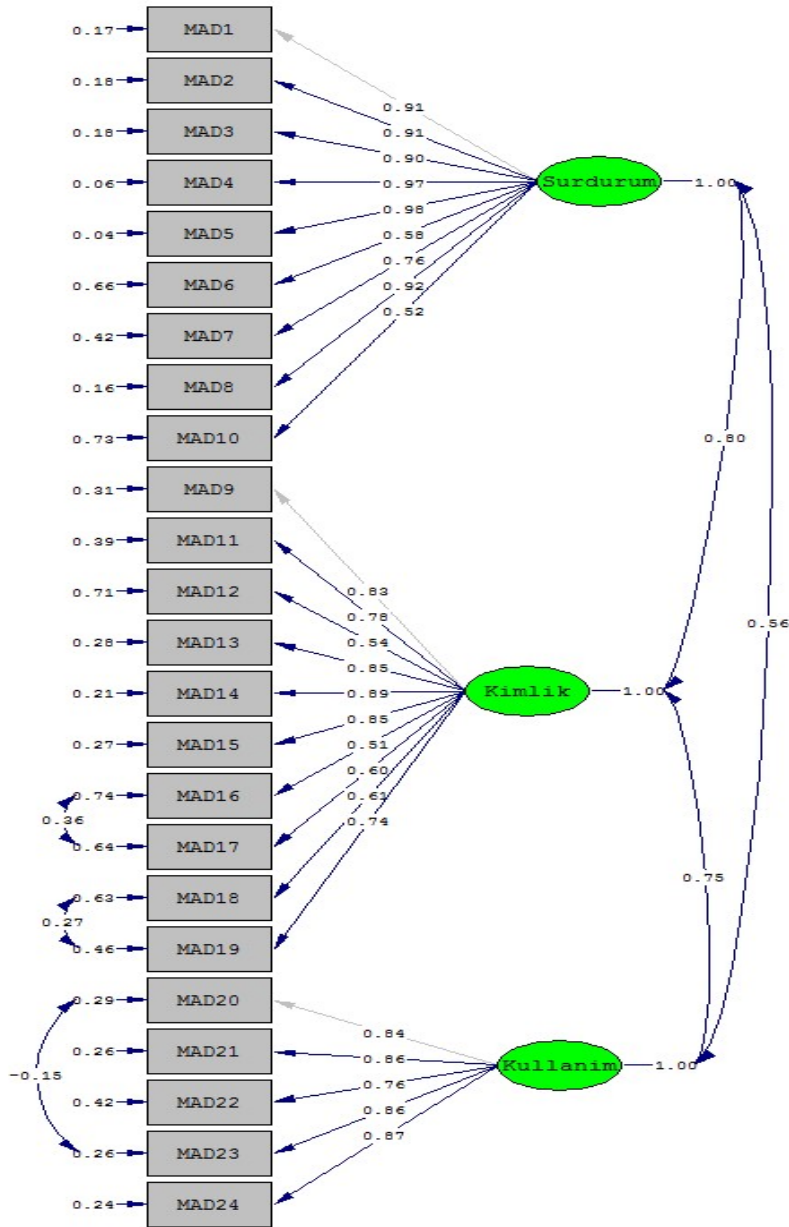 0.17 MAD1
0.18 MAD2
0.91
0.18 MAD3
0.91
0.90
0.06 MAD4
0.97
Surdurum 1.00
0.98
0.04 MAD5
0.58
0.76
0.66 MAD6
0.92
0.52
0.42 MAD7
0.16 MAD8
0.73 MAD10
0.80
0.31 MAD9
0.39 MAD11
0.71 MAD12
0.83
0.78
0.56
0.28 MAD13
0.54
0.85
0.21 MAD14
0.89
Kimlik 1.00
0.85
0.27 MAD15
0.51
0.60
0.74 MAD16
0.61
0.36
0.74
0.64 MAD17
0.75
0.63 MAD18
0.27
0.46 MAD19
0.29 MAD20
0.84
0.26 MAD21
0.86
Kullanim 1.00
-0.15
0.76
0.42 MAD22
0.86
0.87
0.26 MAD23
0.24 MAD24